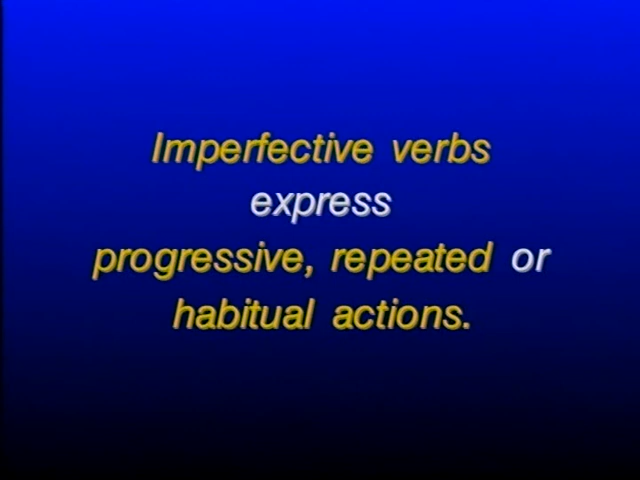 Imperfective verbs
express
progressive, repeated or
habitual actions.